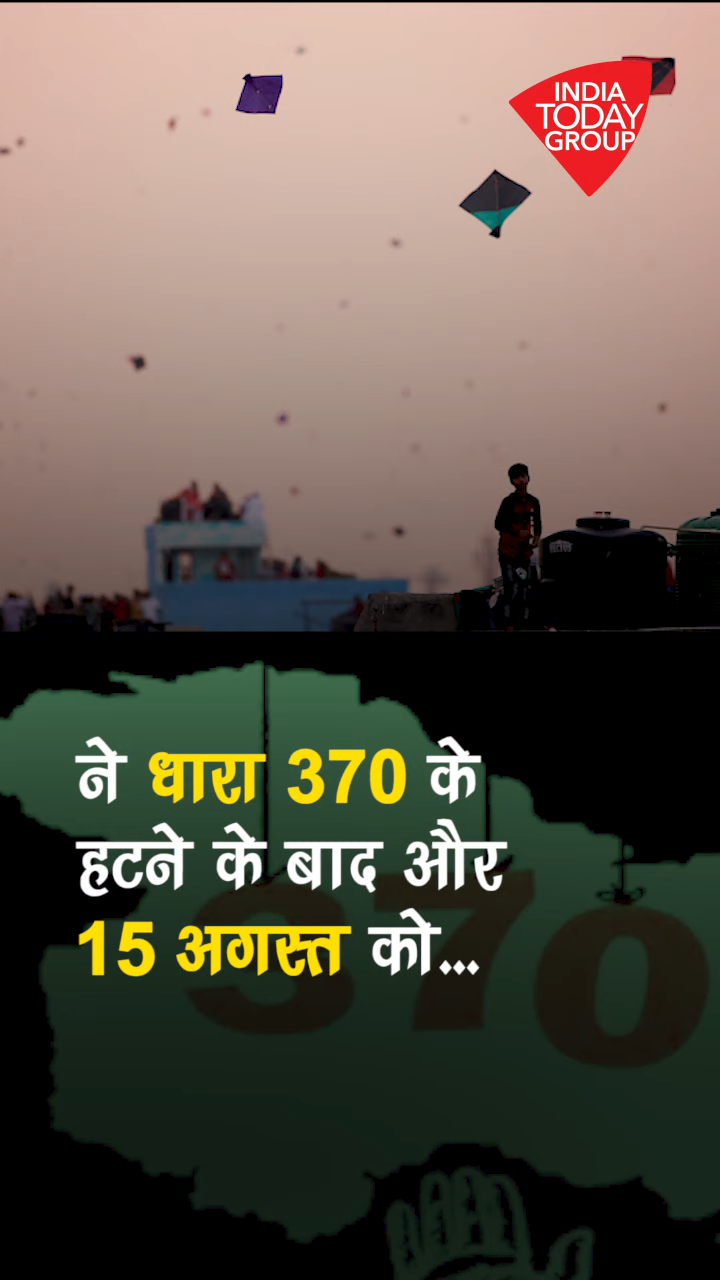 INDIA
TODAY
GROUP
ने धारा 370 के
हटने के बाद और
15 अगस्त को...
370